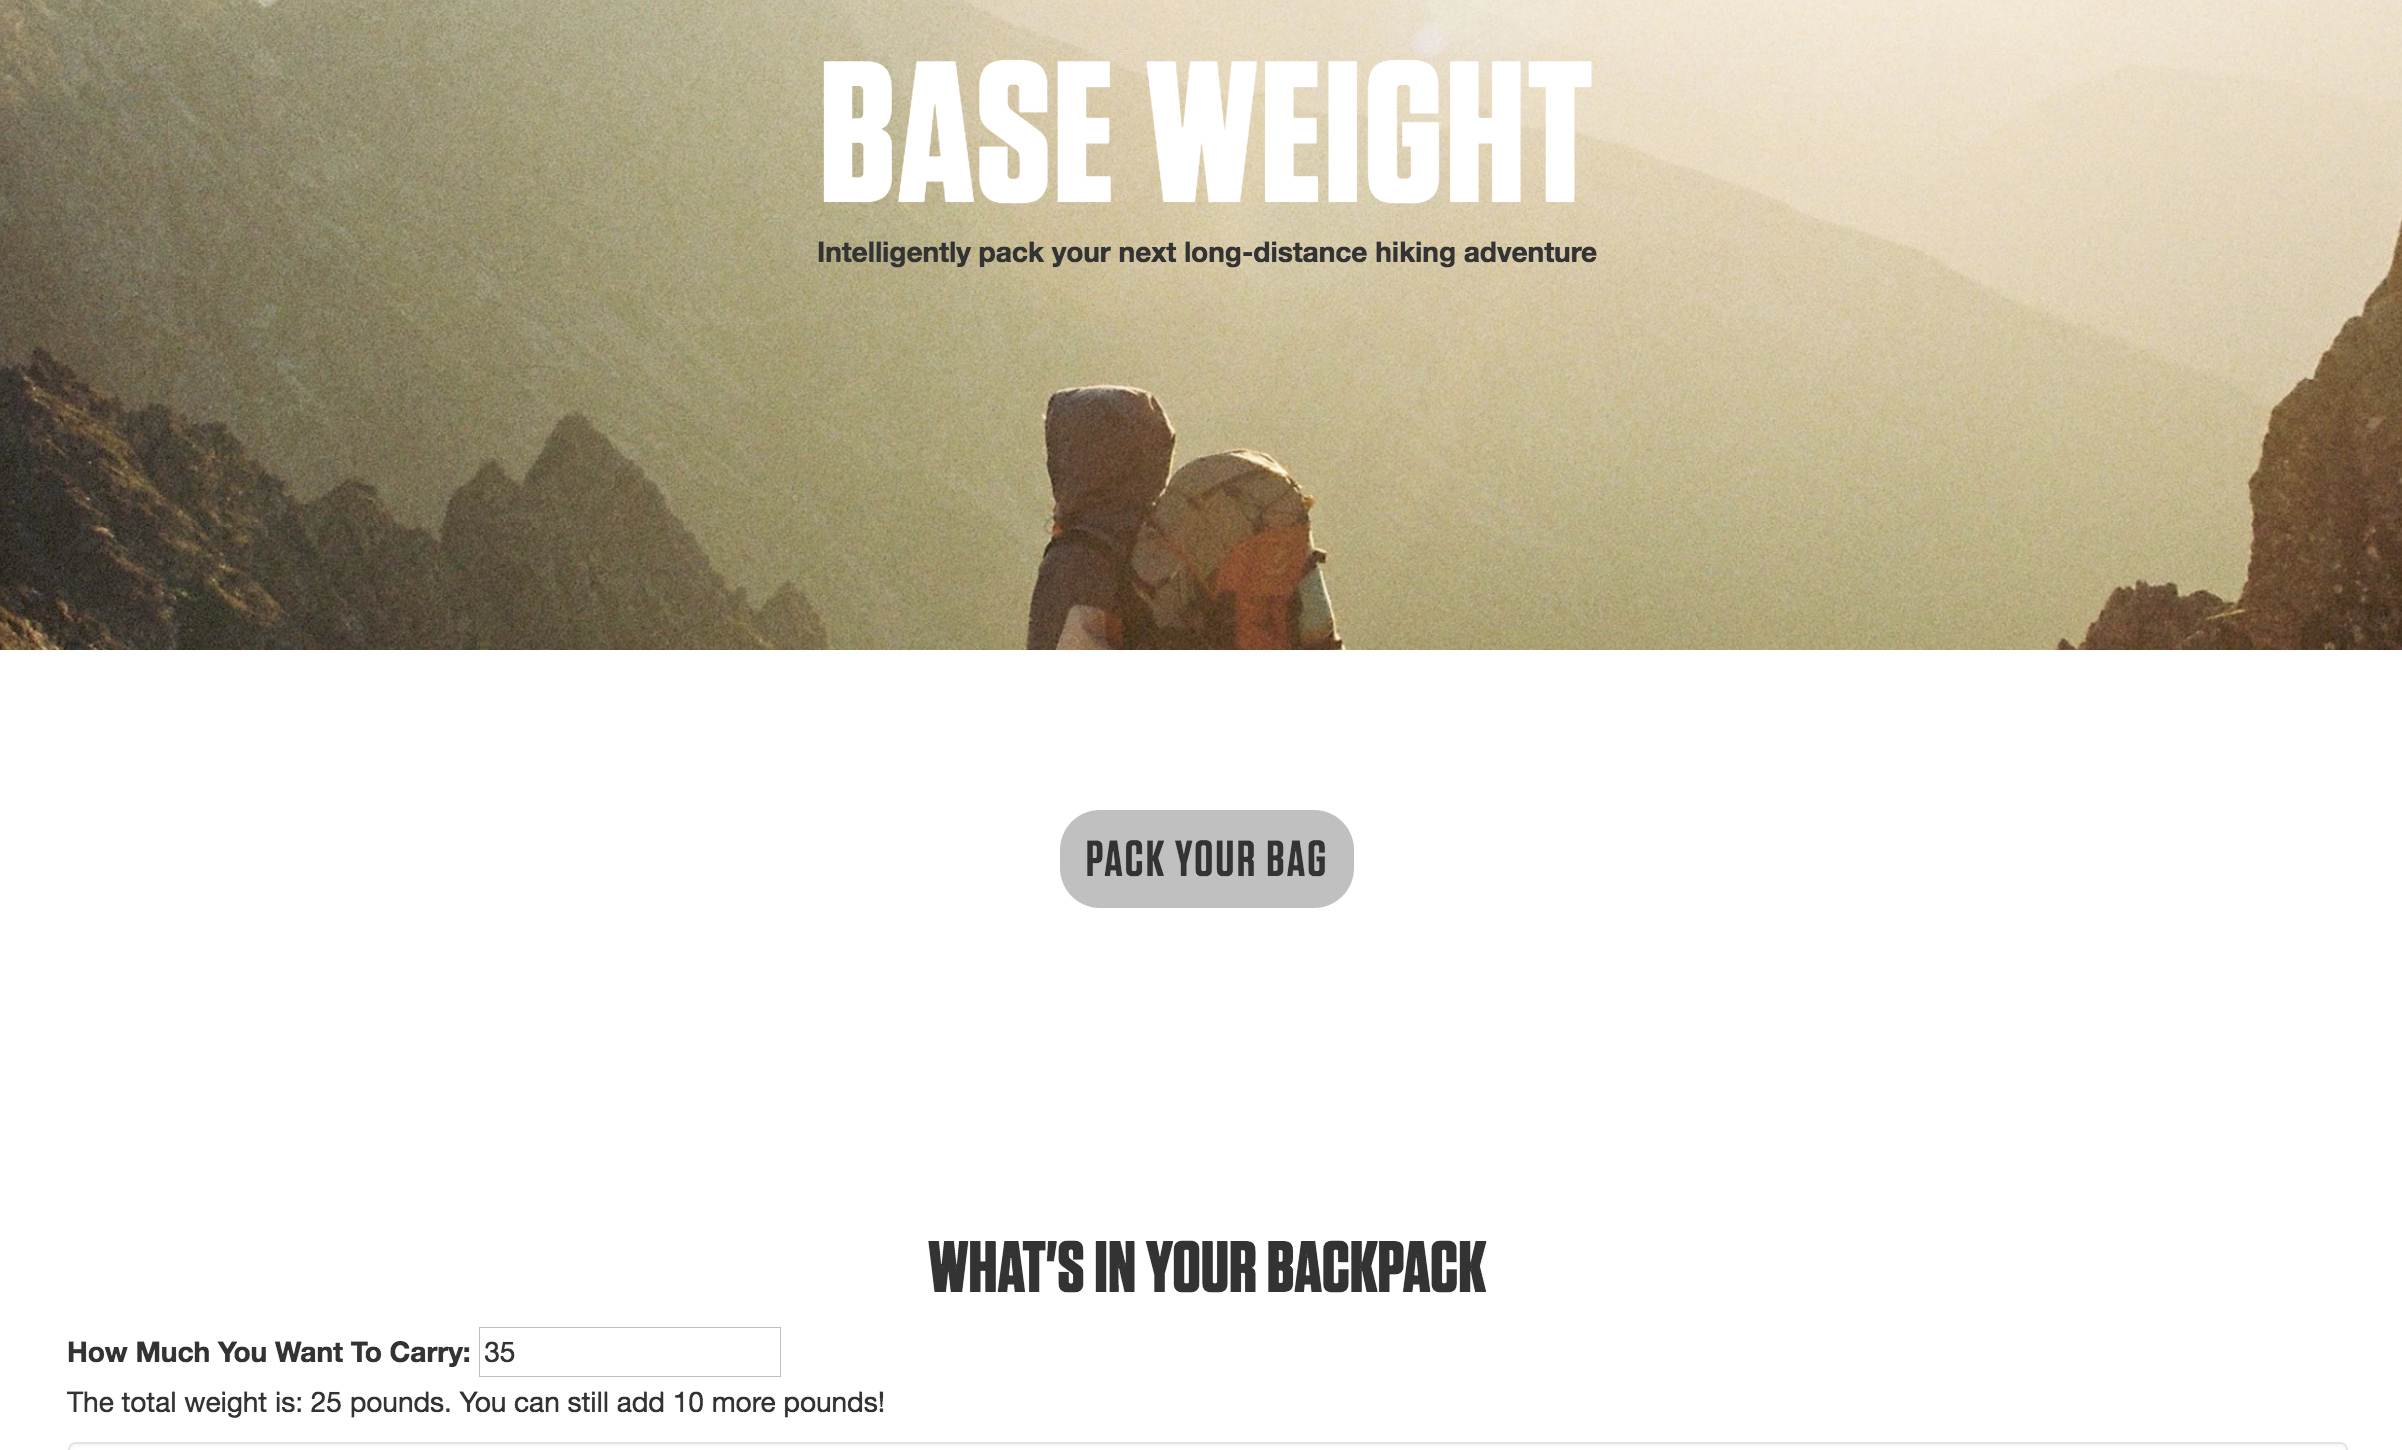 BASE WEIGHT
Intelligently pack your next long-distance hiking adventure
PACK YOUR BAG
WHAT'S IN YOUR BACKPACK
How Much You Want To Carry: 35
The total weight is: 25 pounds. You can still add 10 more pounds!